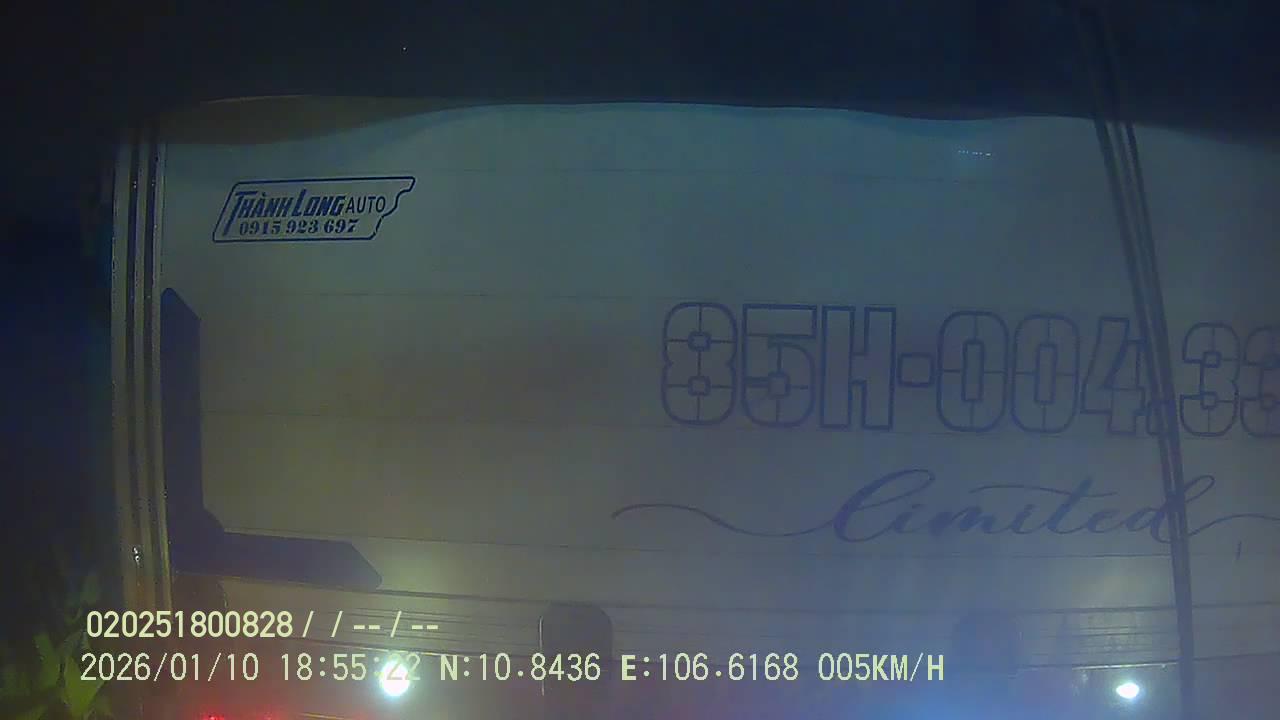 THÀNH LONG AUTO
0915 923 697
85H-004.33
limited
020251800828 / / -- / --
2026/01/10 18:55:22 N:10.8436 E:106.6168 005KM/H